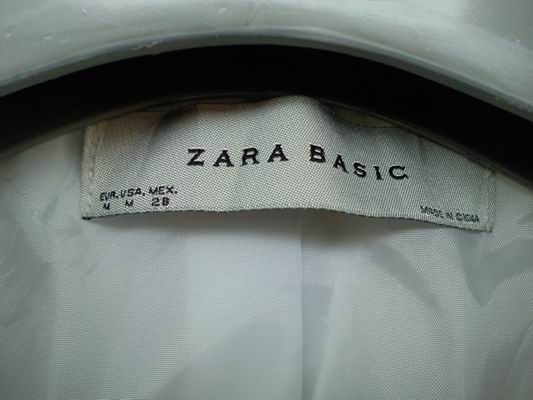 ZARA BASIC
EUR. USA. MEX.
M M 28
MADE IN CHINA